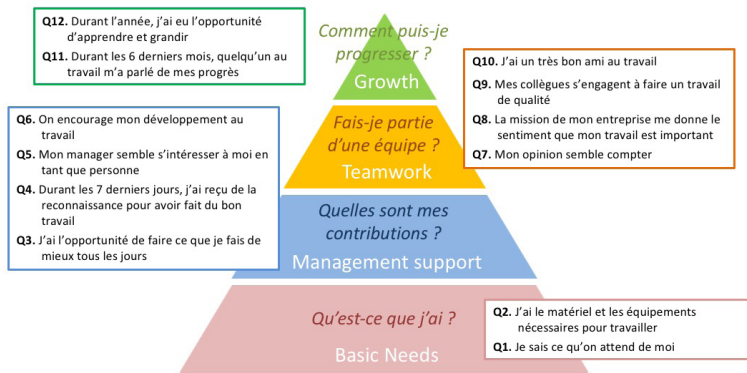 Q12. Durant l'année, j'ai eu l'opportunité
d'apprendre et grandir
Q11. Durant les 6 derniers mois, quelqu'un au
travail m'a parlé de mes progrès
Comment puis-je
progresser ?
Growth
Q10. J'ai un très bon ami au travail
Q9. Mes collègues s'engagent à faire un travail
de qualité
Q8. La mission de mon entreprise me donne le
sentiment que mon travail est important
Q7. Mon opinion semble compter
Fais-je partie
d'une équipe ?
Teamwork
Q6. On encourage mon développement au
travail
Q5. Mon manager semble s'intéresser à moi en
tant que personne
Q4. Durant les 7 derniers jours, j'ai reçu de la
reconnaissance pour avoir fait du bon
travail
Q3. J'ai l'opportunité de faire ce que je fais de
mieux tous les jours
Quelles sont mes
contributions ?
Management support
Qu'est-ce que j'ai ?
Basic Needs
Q2. J'ai le matériel et les équipements
nécessaires pour travailler
Q1. Je sais ce qu'on attend de moi